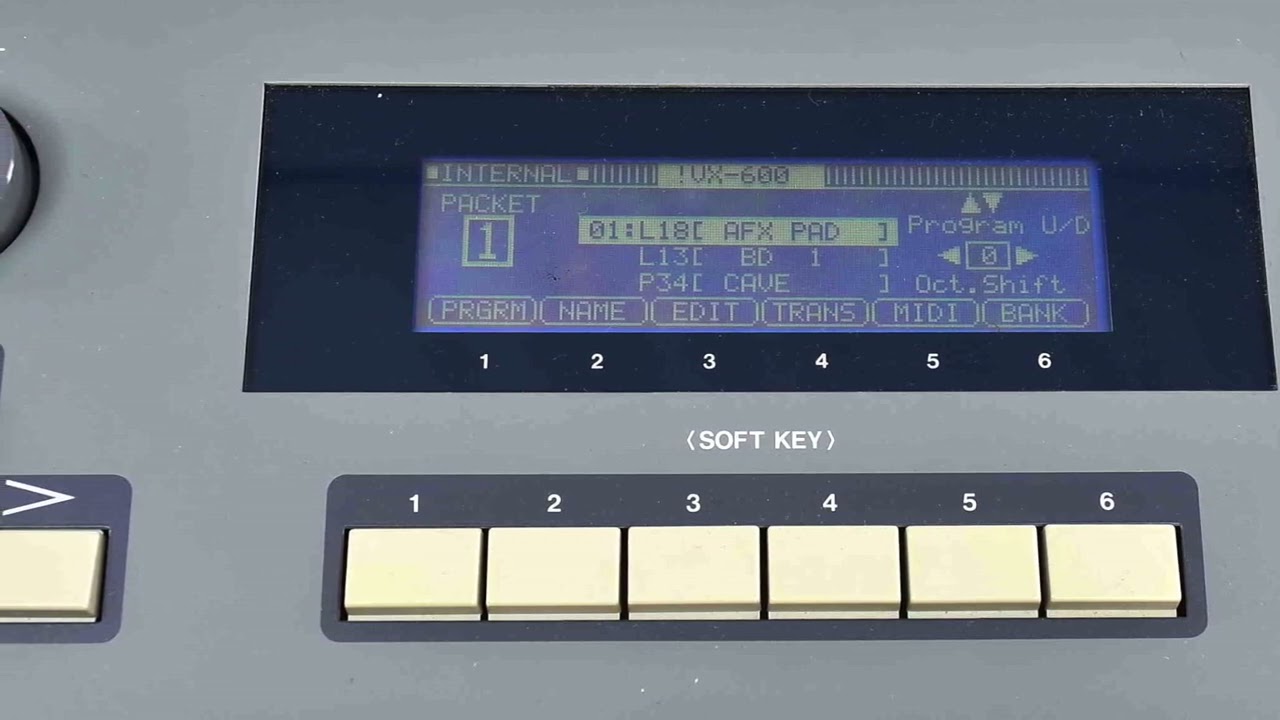 INTERNAL !VX-600
PACKET
1
01:L18[ AFX PAD ]
L13[ BD 1 ]
P34[ CAVE ]
Program U/D
0
Oct.Shift
PRGRM NAME EDIT TRANS MIDI BANK
1 2 3 4 5 6
〈SOFT KEY〉
1 2 3 4 5 6